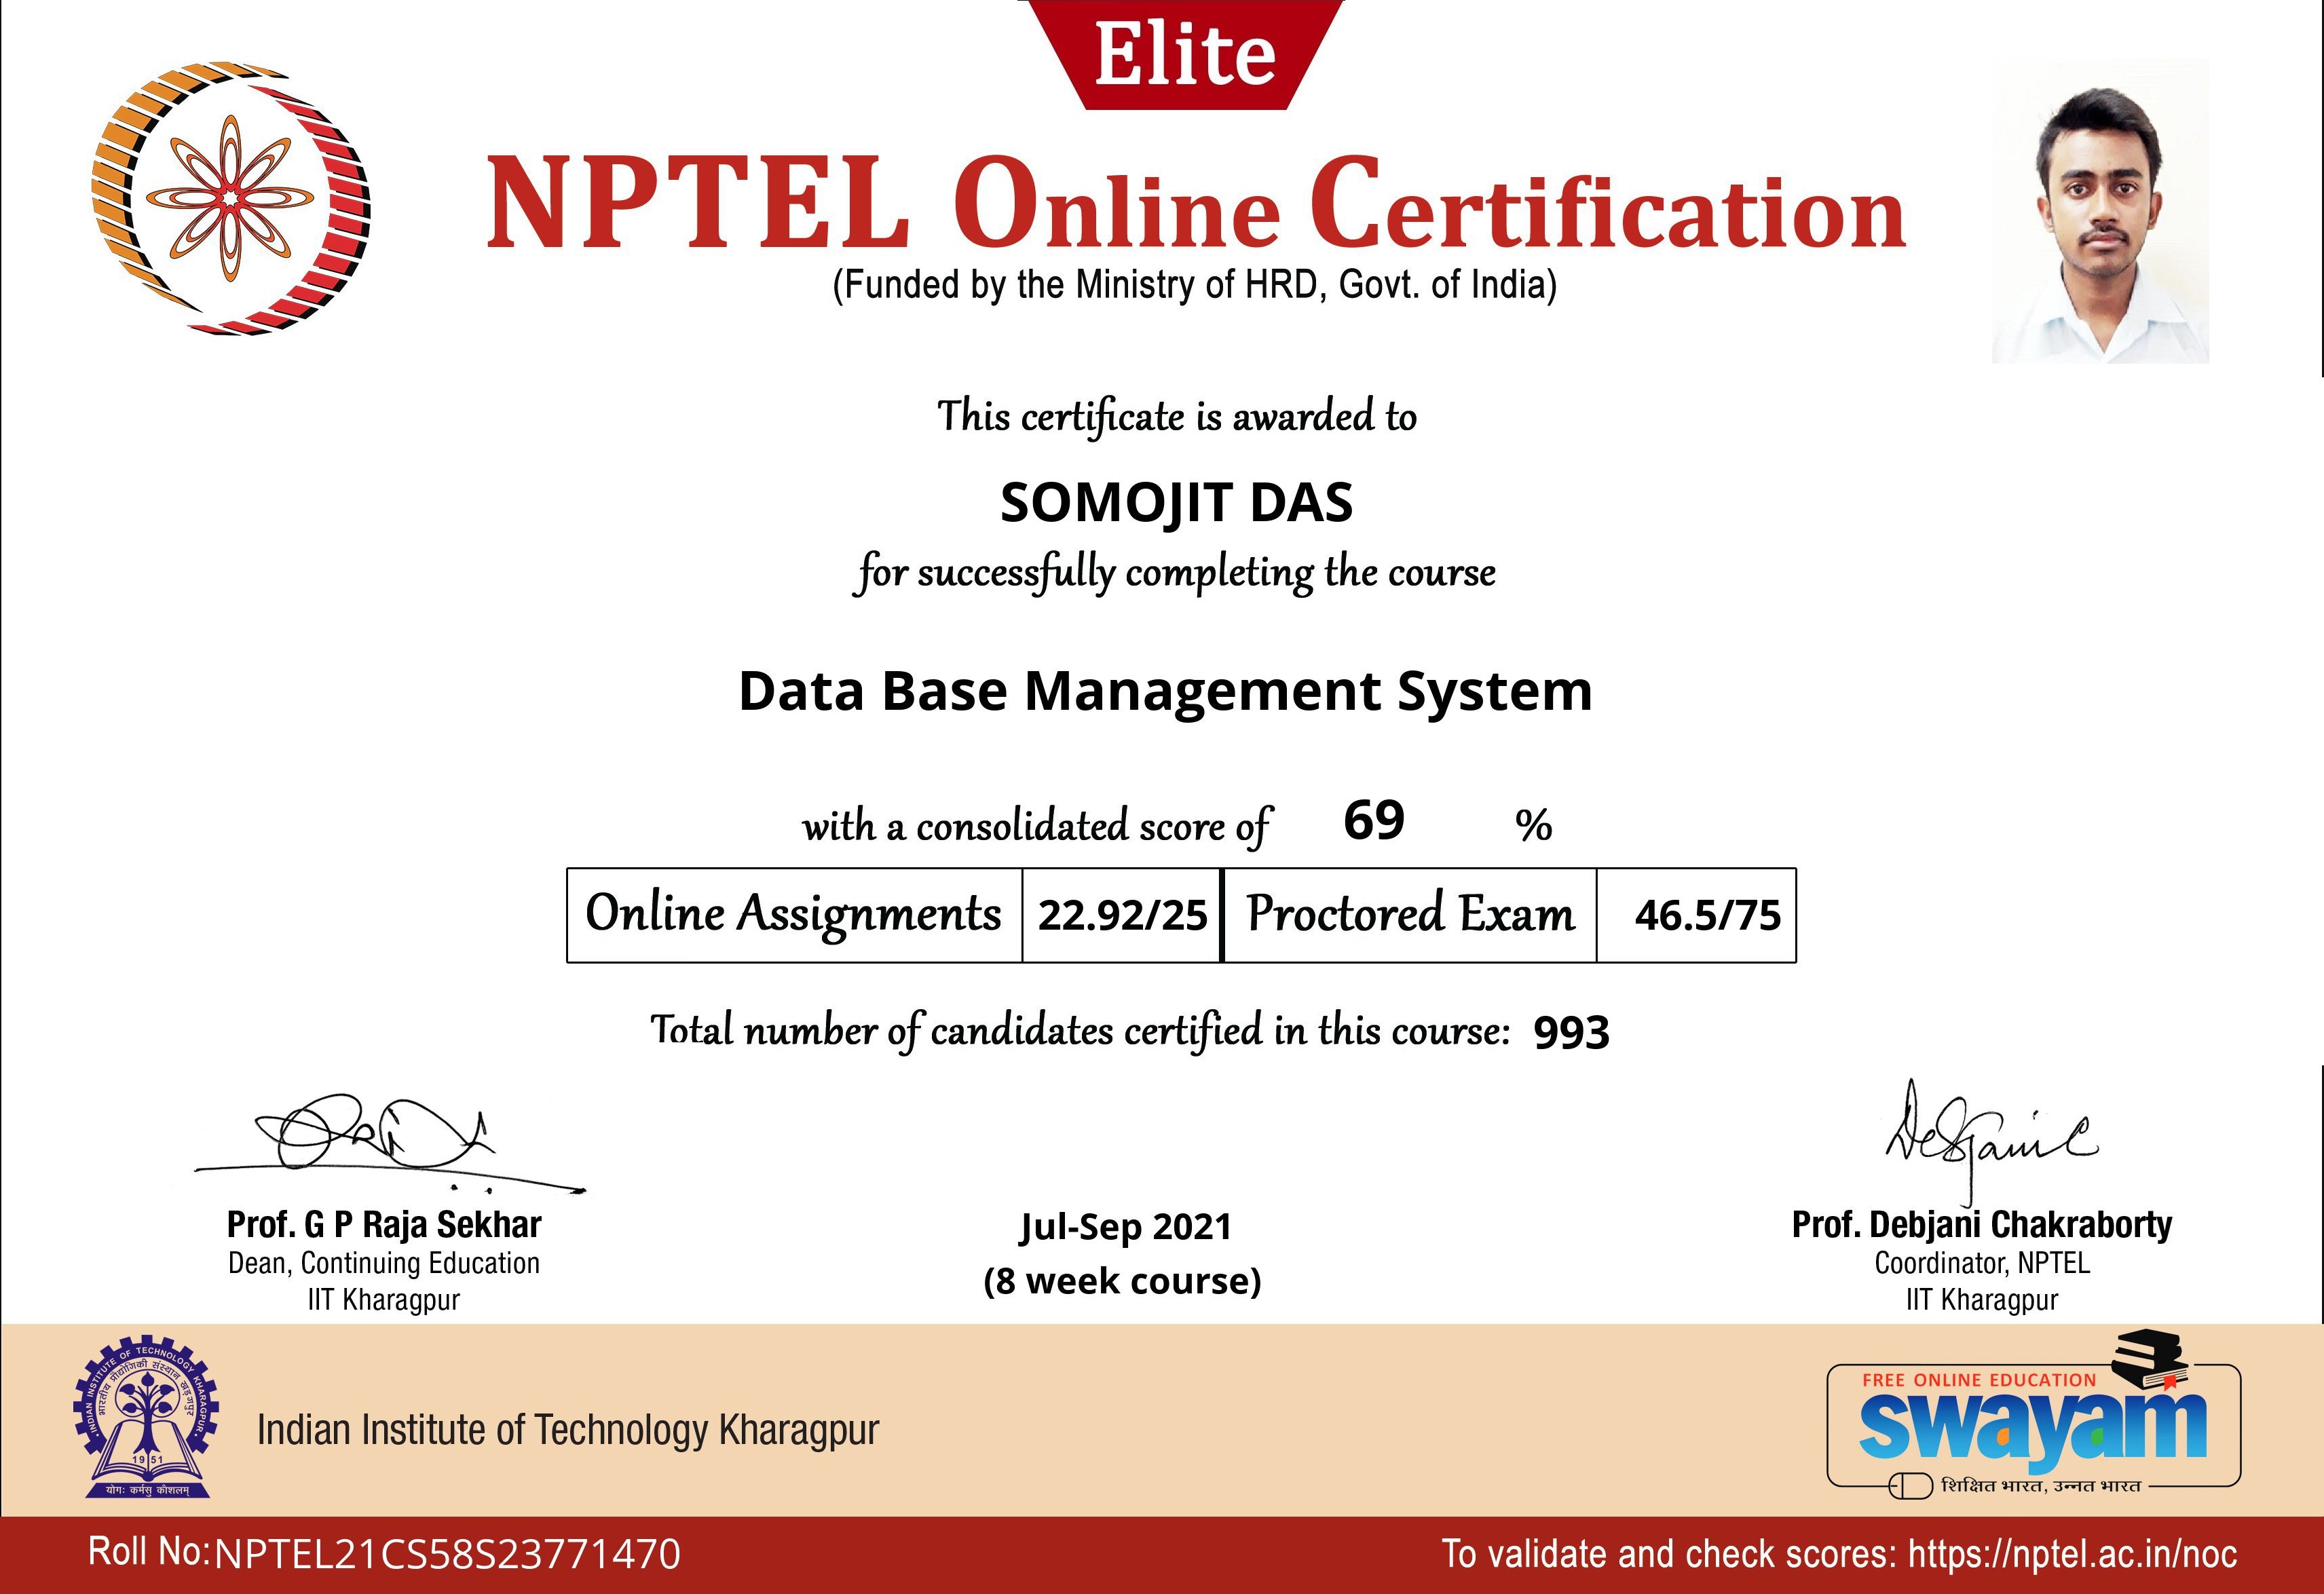 Elite
NPTEL Online Certification
(Funded by the Ministry of HRD, Govt. of India)
This certificate is awarded to
SOMOJIT DAS
for successfully completing the course
Data Base Management System
with a consolidated score of 69 %
Online Assignments 22.92/25 Proctored Exam 46.5/75
Total number of candidates certified in this course: 993
Debjani C
Prof. G P Raja Sekhar
Dean, Continuing Education
IIT Kharagpur
Jul-Sep 2021
(8 week course)
Prof. Debjani Chakraborty
Coordinator, NPTEL
IIT Kharagpur
INDIAN INSTITUTE OF TECHNOLOGY KHARAGPUR
भारतीय प्रौद्योगिकी संस्थान खड़गपुर
1951
योगः कर्मसु कौशलम्
Indian Institute of Technology Kharagpur
FREE ONLINE EDUCATION
swayam
शिक्षित भारत, उन्नत भारत
Roll No:NPTEL21CS58S23771470
To validate and check scores: https://nptel.ac.in/noc